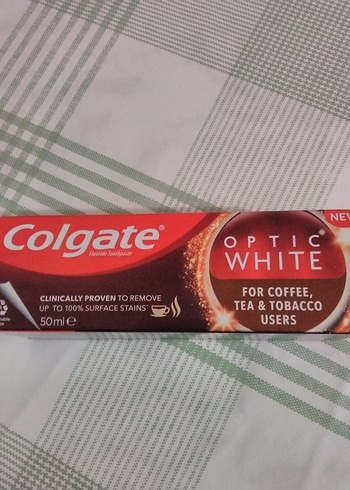 NEW
Colgate®
Fluoride Toothpaste
OPTIC®
WHITE
FOR COFFEE,
TEA & TOBACCO
USERS
CLINICALLY PROVEN TO REMOVE
UP TO 100% SURFACE STAINS*
50ml℮